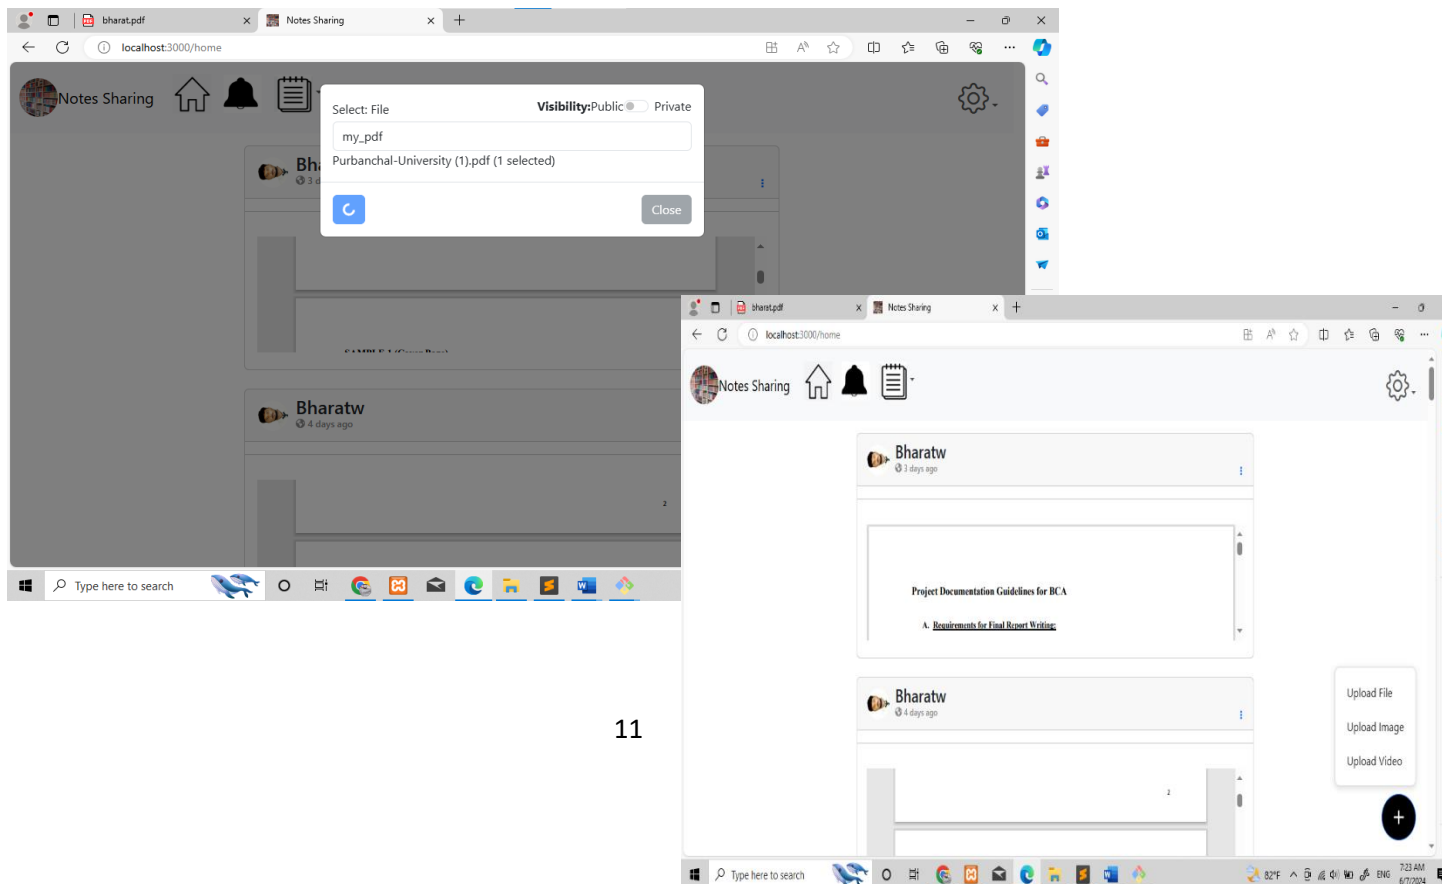 bharat.pdf
Notes Sharing
localhost:3000/home
Notes Sharing
Select: File
Visibility:Public Private
my_pdf
Purbanchal-University (1).pdf (1 selected)
Close
Bharatw
4 days ago
2
Type here to search
11
bharat.pdf
Notes Sharing
localhost:3000/home
Notes Sharing
Bharatw
3 days ago
Project Documentation Guidelines for BCA
A. Requirements for Final Report Writing:
Bharatw
4 days ago
2
Upload File
Upload Image
Upload Video
Type here to search
82°F
ENG
7:23 AM
6/7/2024